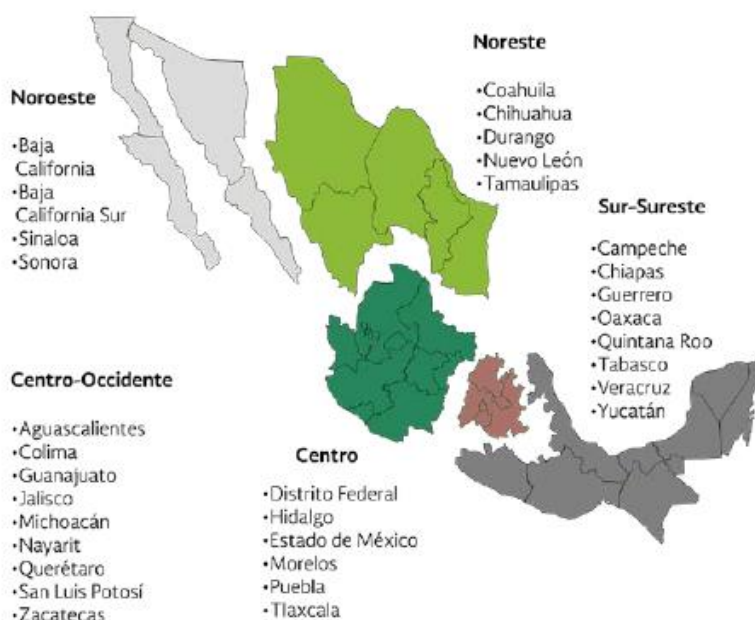 Noroeste
•Baja
California
•Baja
California Sur
•Sinaloa
•Sonora
Noreste
•Coahuila
•Chihuahua
•Durango
•Nuevo León
•Tamaulipas
Sur-Sureste
•Campeche
•Chiapas
•Guerrero
•Oaxaca
•Quintana Roo
•Tabasco
•Veracruz
•Yucatán
Centro-Occidente
•Aguascalientes
•Colima
•Guanajuato
•Jalisco
•Michoacán
•Nayarit
•Querétaro
•San Luis Potosí
•Zacatecas
Centro
•Distrito Federal
•Hidalgo
•Estado de México
•Morelos
•Puebla
•Tlaxcala